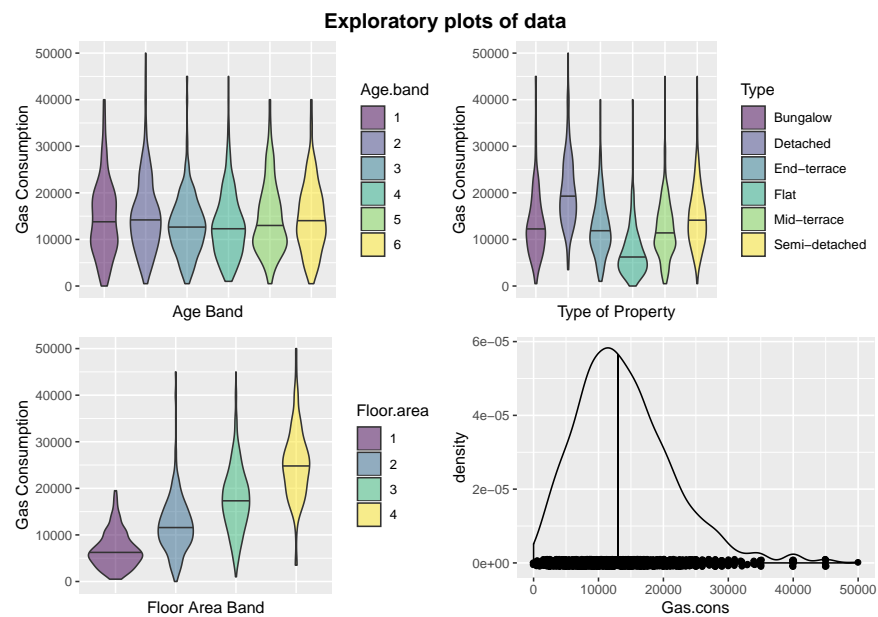 Exploratory plots of data
50000
40000
30000
20000
10000
0
Gas Consumption
Age Band
Age.band
1
2
3
4
5
6
50000
40000
30000
20000
10000
0
Gas Consumption
Type of Property
Type
Bungalow
Detached
End−terrace
Flat
Mid−terrace
Semi−detached
50000
40000
30000
20000
10000
0
Gas Consumption
Floor Area Band
Floor.area
1
2
3
4
6e−05
4e−05
2e−05
0e+00
density
0 10000 20000 30000 40000 50000
Gas.cons